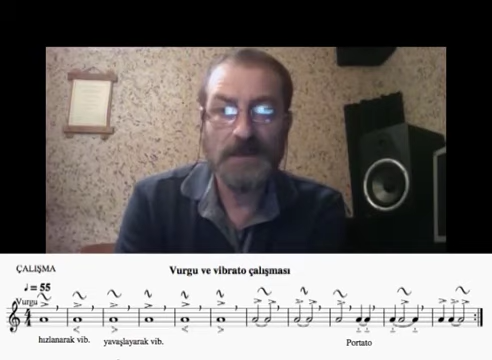 ÇALIŞMA
Vurgu ve vibrato çalışması
♩ = 55
Vurgu
hızlanarak vib. yavaşlayarak vib. Portato